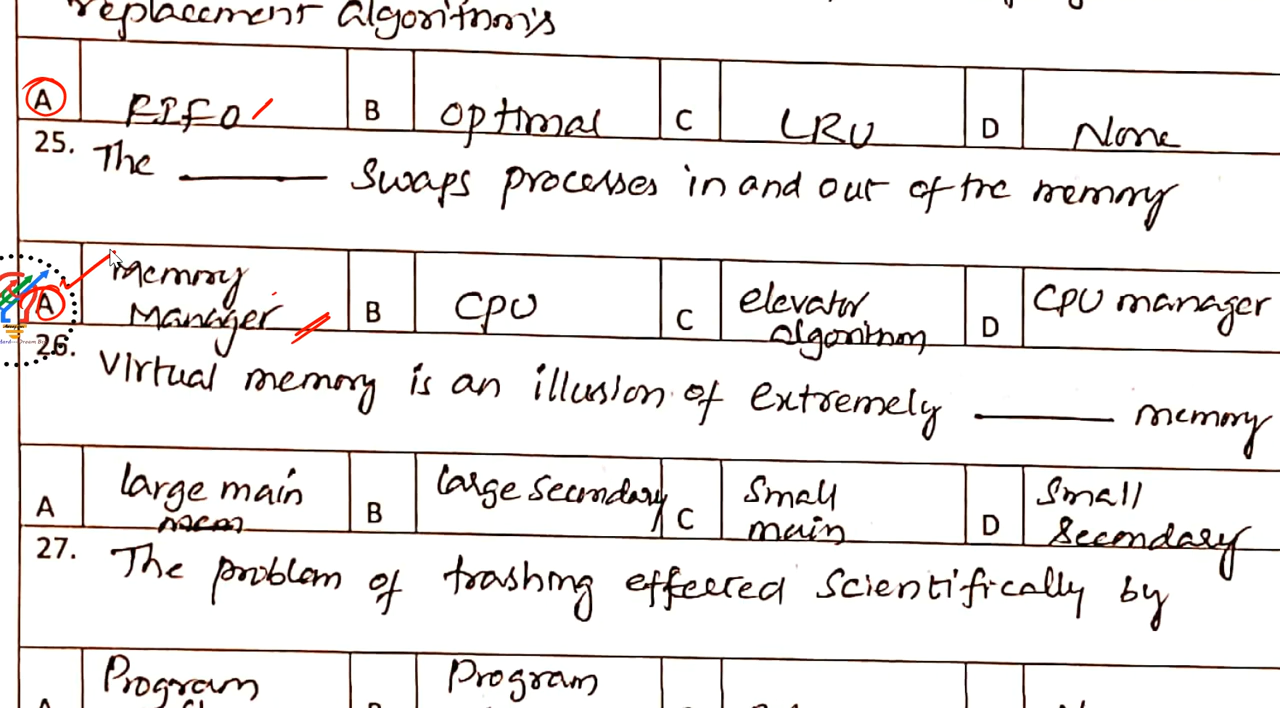 replacement algorithm's
A FIFO B optimal C LRU D None
25. The ______ swaps processes in and out of the memory
A memory manager B CPU C elevator algorithm D CPU manager
26. Virtual memory is an illusion of extremely ______ memory
A large main mem B large secondary C small main D small secondary
27. The problem of trashing effecred scientifically by
Program Program